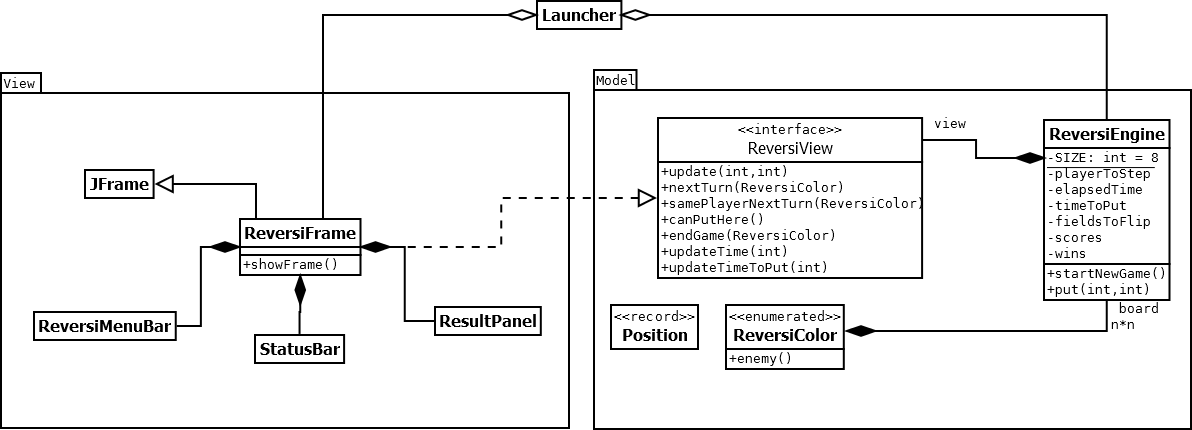 Launcher
View
JFrame
ReversiFrame
+showFrame()
ReversiMenuBar
StatusBar
ResultPanel
Model
<<interface>>
ReversiView
+update(int,int)
+nextTurn(ReversiColor)
+samePlayerNextTurn(ReversiColor)
+canPutHere()
+endGame(ReversiColor)
+updateTime(int)
+updateTimeToPut(int)
view
ReversiEngine
-SIZE: int = 8
-playerToStep
-elapsedTime
-timeToPut
-fieldsToFlip
-scores
-wins
+startNewGame()
+put(int,int)
board
n*n
<<record>>
Position
<<enumerated>>
ReversiColor
+enemy()